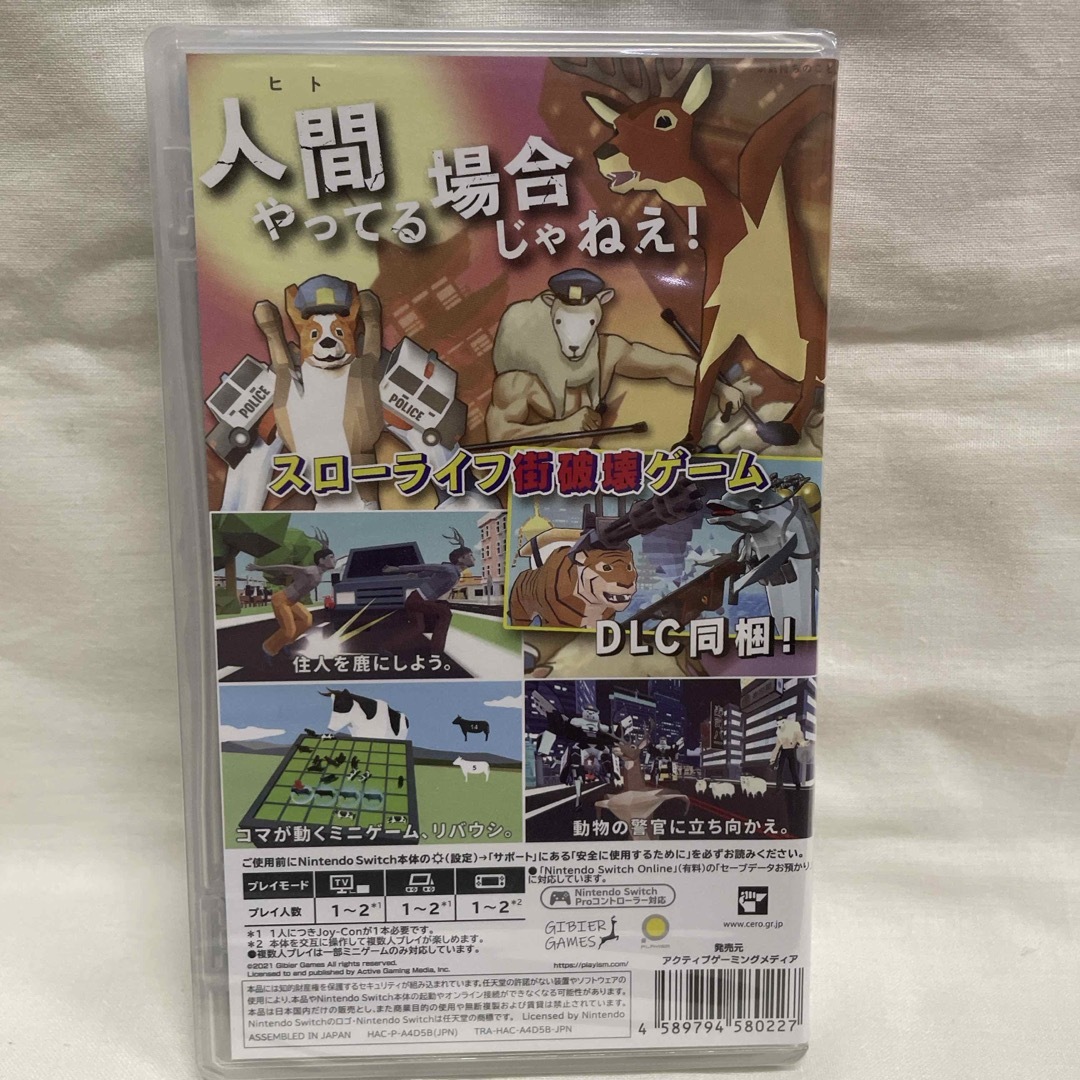 ヒト
人間
やってる
場合
じゃねえ!
POLICE
POLICE
スローライフ街破壊ゲーム
住人を鹿にしよう。
DLC同梱!
14
5
コマが動くミニゲーム、リバウシ。
動物の警官に立ち向かえ。
ご使用前にNintendo Switch本体の(設定)→「サポート」にある「安全に使用するために」を必ずお読みください。
●「Nintendo Switch Online」(有料)の「セーブデータお預かり
に対応しています。
プレイモード TV
プレイ人数 1〜2*1 1〜2*1 1〜2*2
Nintendo Switch
Proコントローラー対応
*1 1人につきJoy-Conが1本必要です。
*2 本体を交互に操作して複数人プレイが楽しめます。
●複数人プレイは一部ミニゲームのみ対応しています。
©2021 Gibier Games All rights reserved.
Licensed to and published by Active Gaming Media, Inc.
GIBIER
GAMES
PLAYISM
https://playism.com/
www.cero.gr.jp
発売元
アクティブゲーミングメディア
本品には知的財産権を保護するセキュリティが組み込まれています。任天堂の許諾がない装置やソフトウェアの
使用により、本品やNintendo Switch本体の起動やオンライン接続ができなくなる可能性があります。
本品は日本国内だけの販売とし、また商業目的の使用や無断複製および賃貸は禁止されています。
Nintendo Switchのロゴ・Nintendo Switchは任天堂の商標です。 Licensed by Nintendo
ASSEMBLED IN JAPAN HAC-P-A4D5B(JPN) TRA-HAC-A4D5B-JPN
4 589794 580227